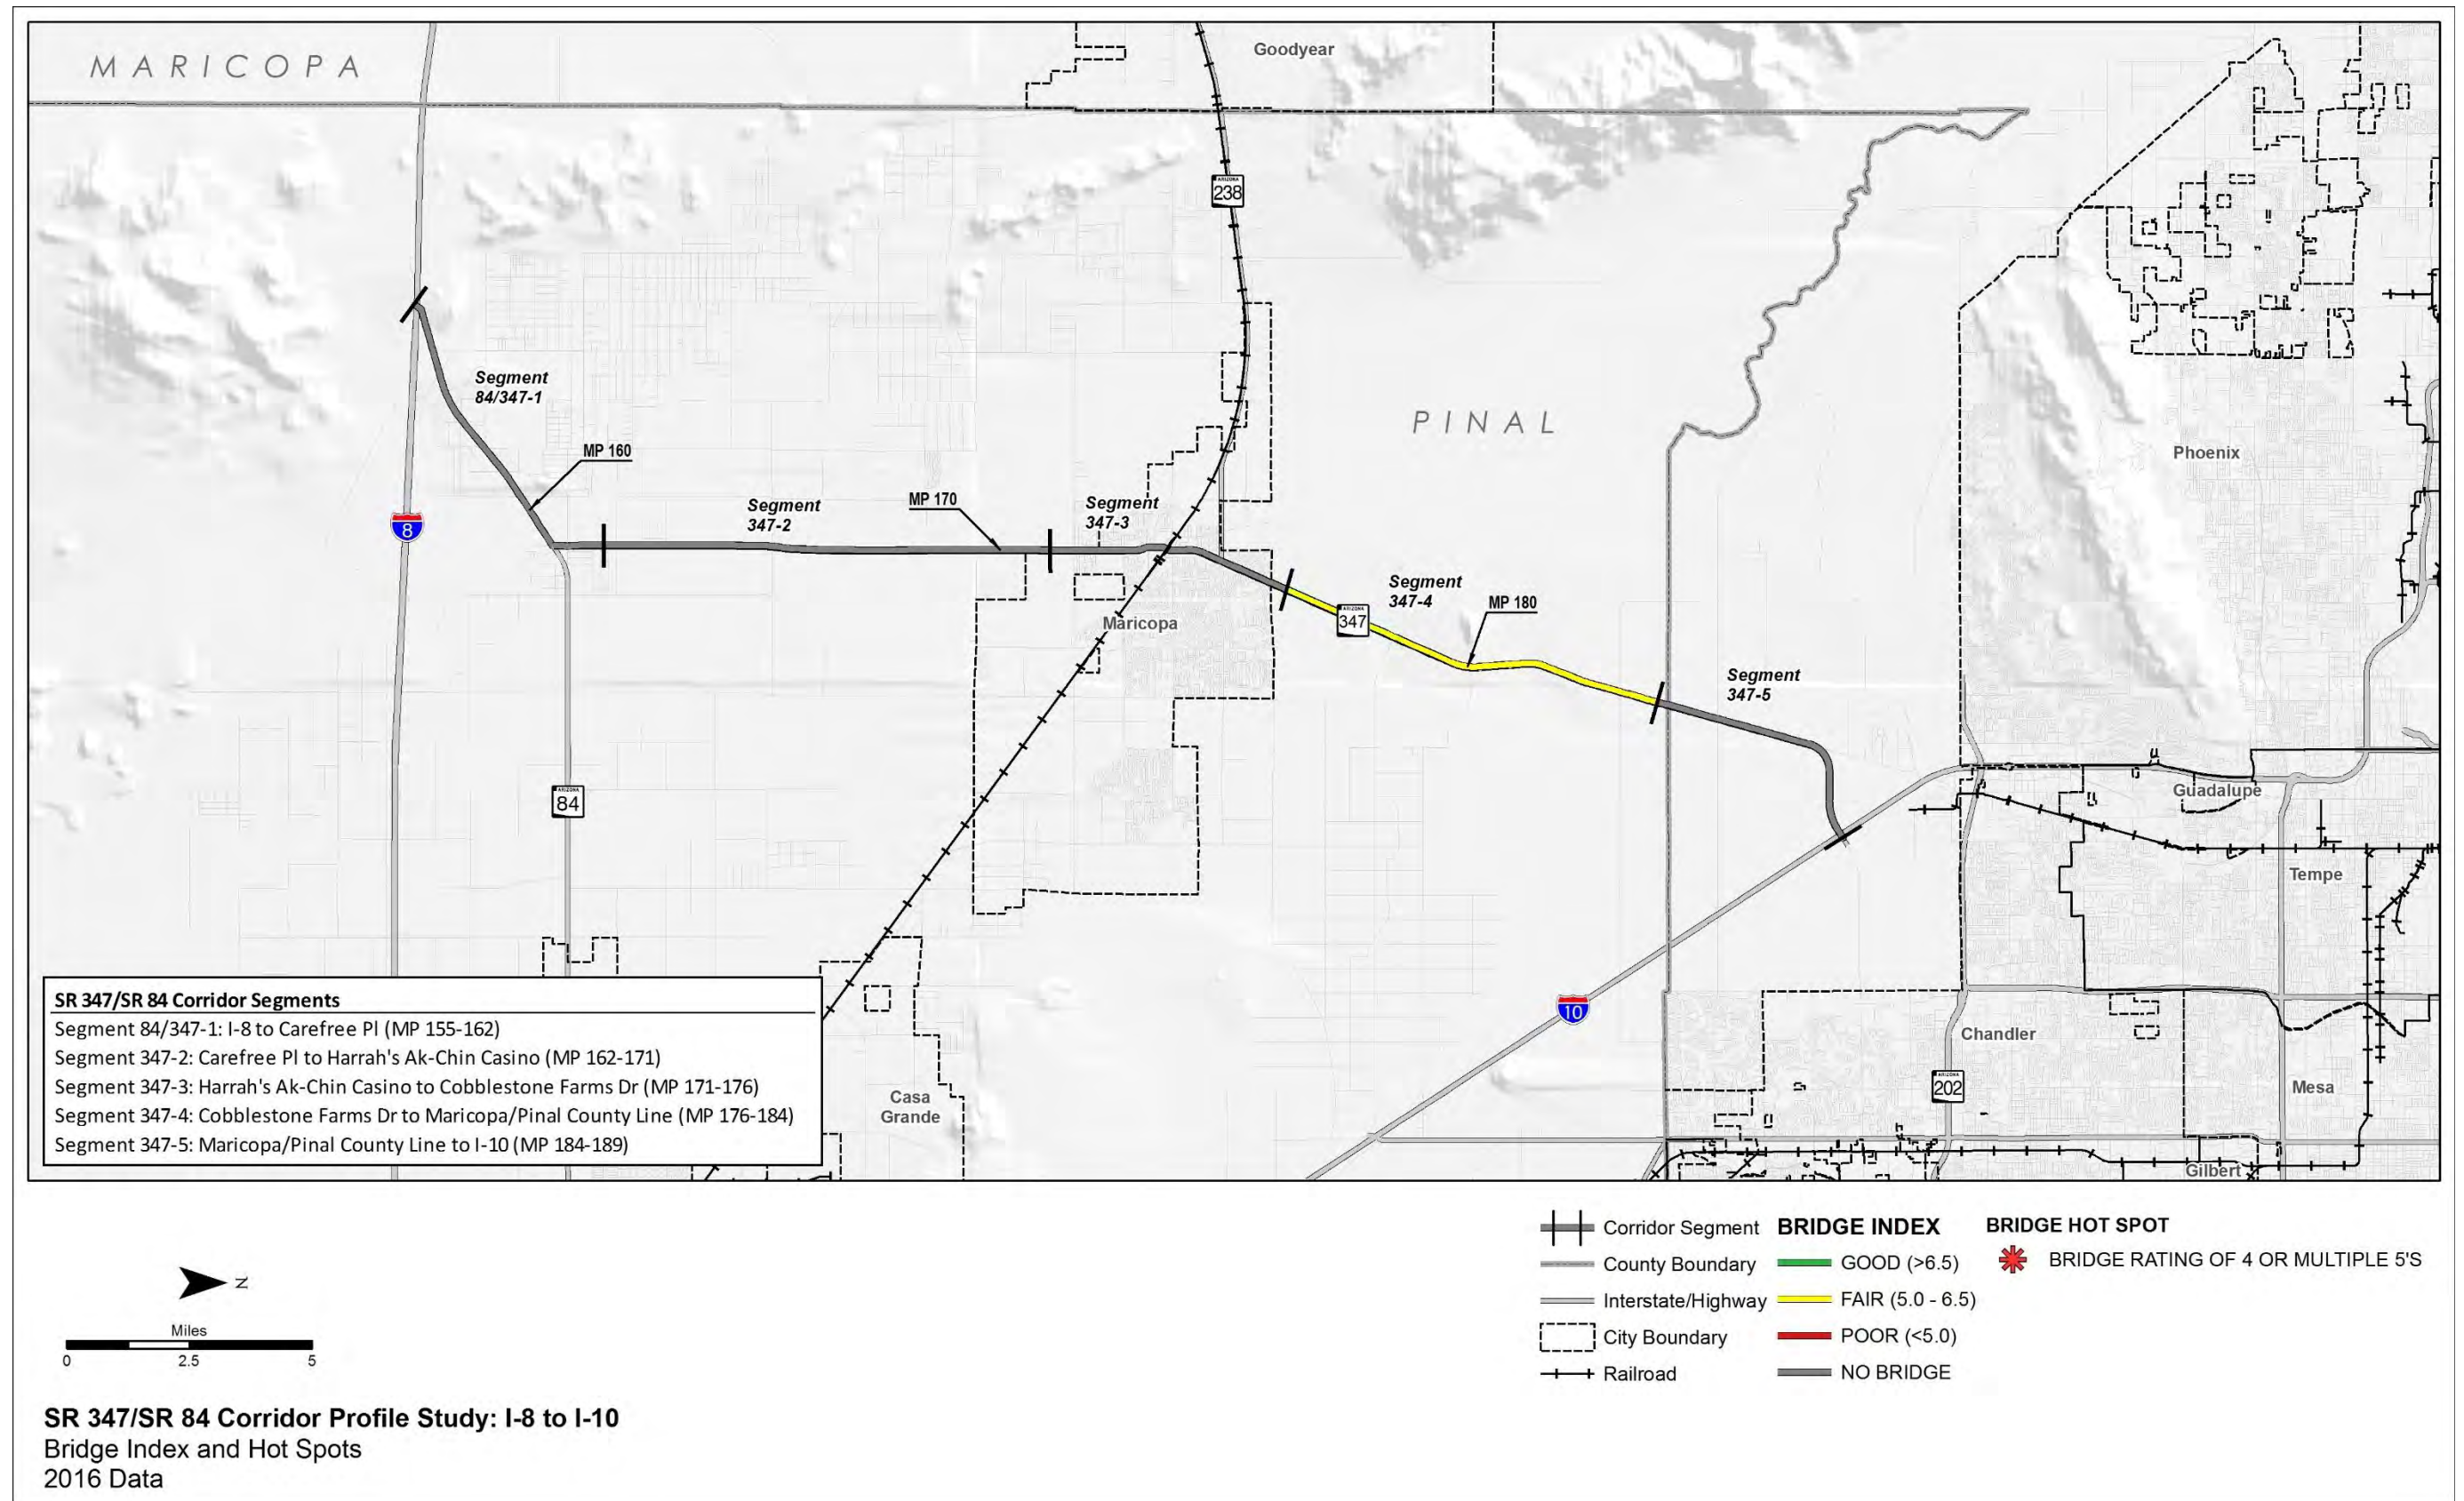 MARICOPA
Goodyear
ARIZONA
238
Segment
84/347-1
MP 160
PINAL
Phoenix
Segment
347-2
MP 170
Segment
347-3
8
Maricopa
Segment
347-4
ARIZONA
347
MP 180
Segment
347-5
ARIZONA
84
Guadalupe
Tempe
10
Chandler
ARIZONA
202
Mesa
Casa
Grande
Gilbert
SR 347/SR 84 Corridor Segments
Segment 84/347-1: I-8 to Carefree Pl (MP 155-162)
Segment 347-2: Carefree Pl to Harrah's Ak-Chin Casino (MP 162-171)
Segment 347-3: Harrah's Ak-Chin Casino to Cobblestone Farms Dr (MP 171-176)
Segment 347-4: Cobblestone Farms Dr to Maricopa/Pinal County Line (MP 176-184)
Segment 347-5: Maricopa/Pinal County Line to I-10 (MP 184-189)
Corridor Segment
County Boundary
Interstate/Highway
City Boundary
Railroad
BRIDGE INDEX
GOOD (>6.5)
FAIR (5.0 - 6.5)
POOR (<5.0)
NO BRIDGE
BRIDGE HOT SPOT
BRIDGE RATING OF 4 OR MULTIPLE 5'S
N
Miles
0 2.5 5
SR 347/SR 84 Corridor Profile Study: I-8 to I-10
Bridge Index and Hot Spots
2016 Data